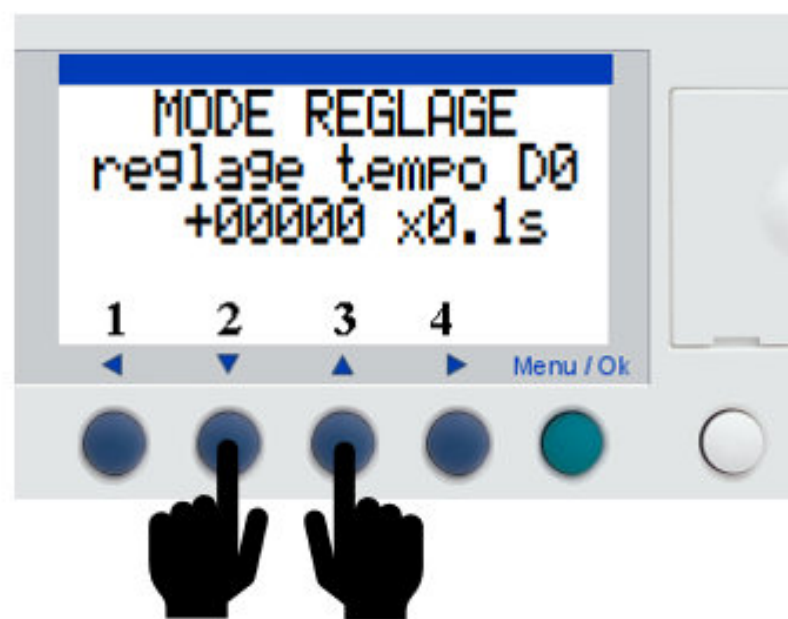 MODE REGLAGE
reglage tempo D0
+00000 x0.1s
1 2 3 4
Menu / Ok